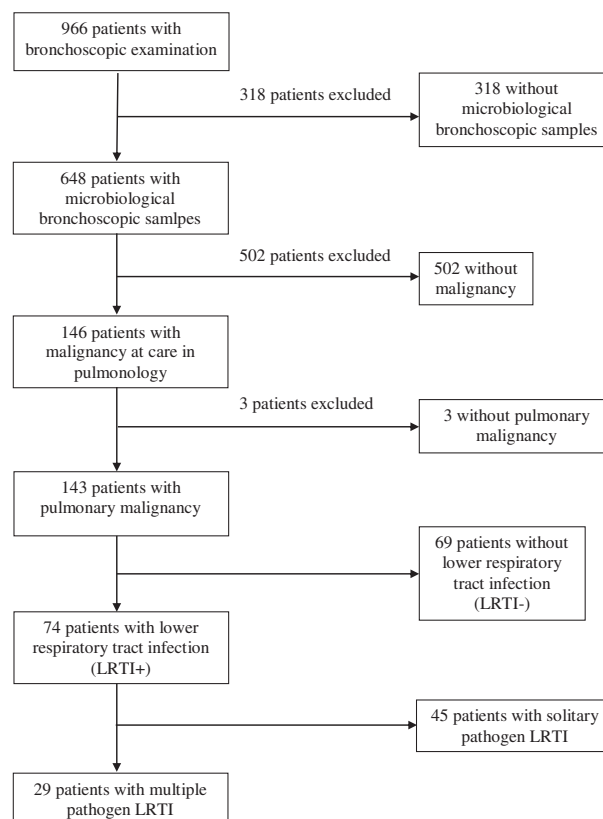 966 patients with
bronchoscopic examination
318 patients excluded
318 without
microbiological
bronchoscopic samples
648 patients with
microbiological
bronchoscopic samlpes
502 patients excluded
502 without
malignancy
146 patients with
malignancy at care in
pulmonology
3 patients excluded
3 without pulmonary
malignancy
143 patients with
pulmonary malignancy
69 patients without
lower respiratory
tract infection
(LRTI-)
74 patients with lower
respiratory tract infection
(LRTI+)
45 patients with solitary
pathogen LRTI
29 patients with multiple
pathogen LRTI